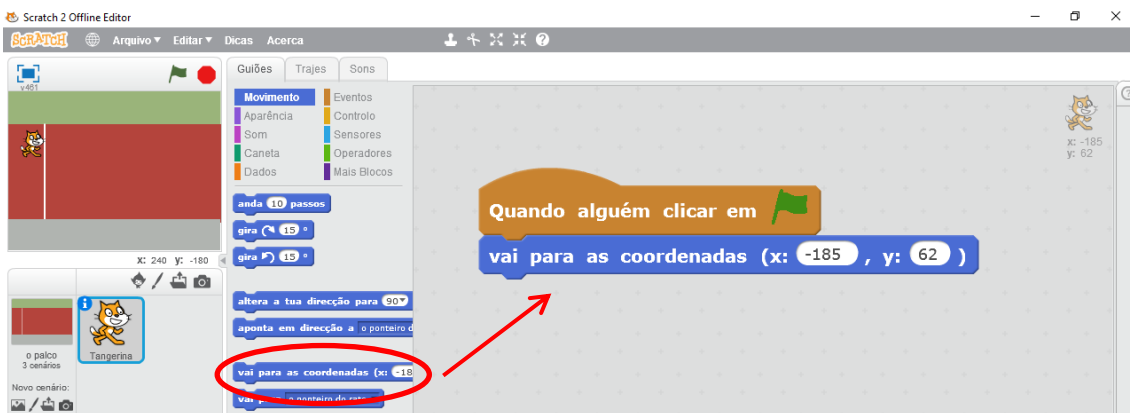 Scratch 2 Offline Editor
SCRATCH Arquivo Editar Dicas Acerca
v461
Guiões Trajes Sons
Movimento Eventos
Aparência Controlo
Som Sensores
Caneta Operadores
Dados Mais Blocos
anda 10 passos
gira 15 °
gira 15 °
altera a tua direcção para 90
aponta em direcção a o ponteiro d
vai para as coordenadas (x: -18
vai para o ponteiro do rato
x: 240 y: -180
o palco
3 cenários
Tangerina
Novo cenário:
Quando alguém clicar em
vai para as coordenadas (x: -185 , y: 62 )
x: -185
y: 62